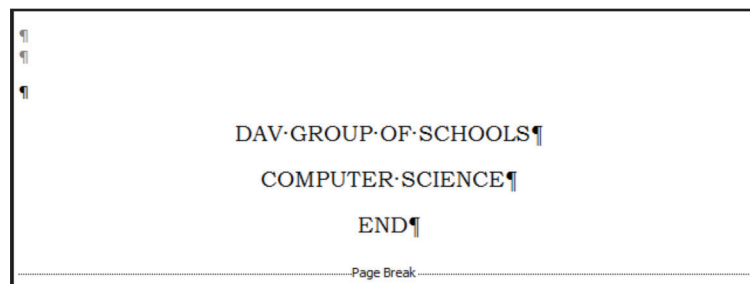 ¶
¶
¶
DAV·GROUP·OF·SCHOOLS¶
COMPUTER·SCIENCE¶
END¶
Page Break